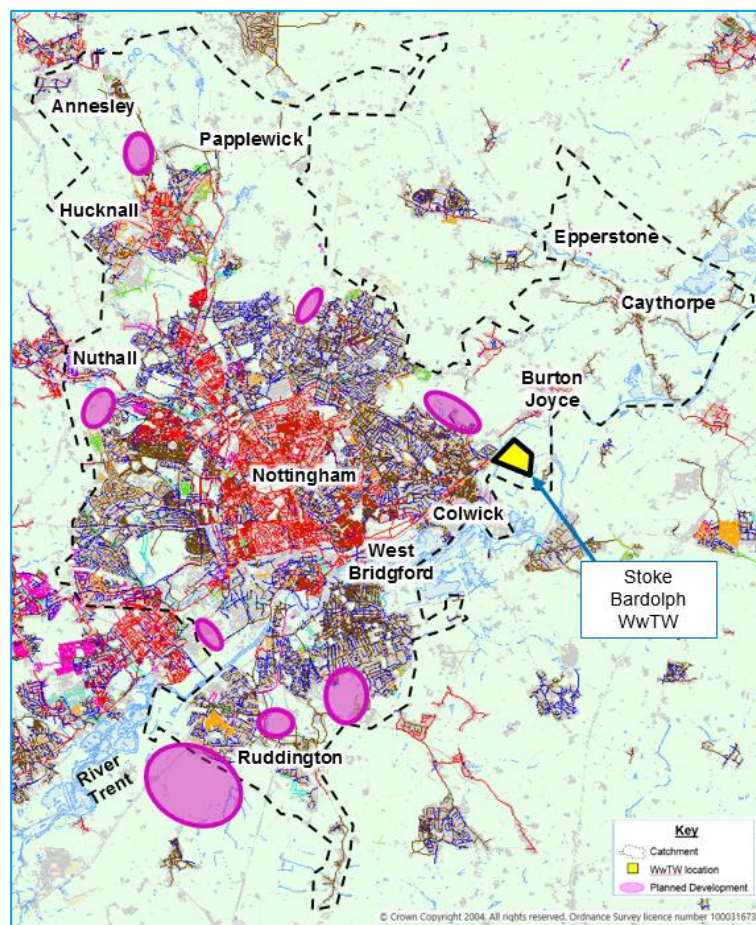 Annesley
Papplewick
Hucknall
Epperstone
Caythorpe
Nuthall
Burton
Joyce
Nottingham
Colwick
West
Bridgford
Stoke
Bardolph
WwTW
Ruddington
River
Trent
Key
Catchment
WwTW location
Planned Development
© Crown Copyright 2004. All rights reserved. Ordnance Survey licence number 100031673